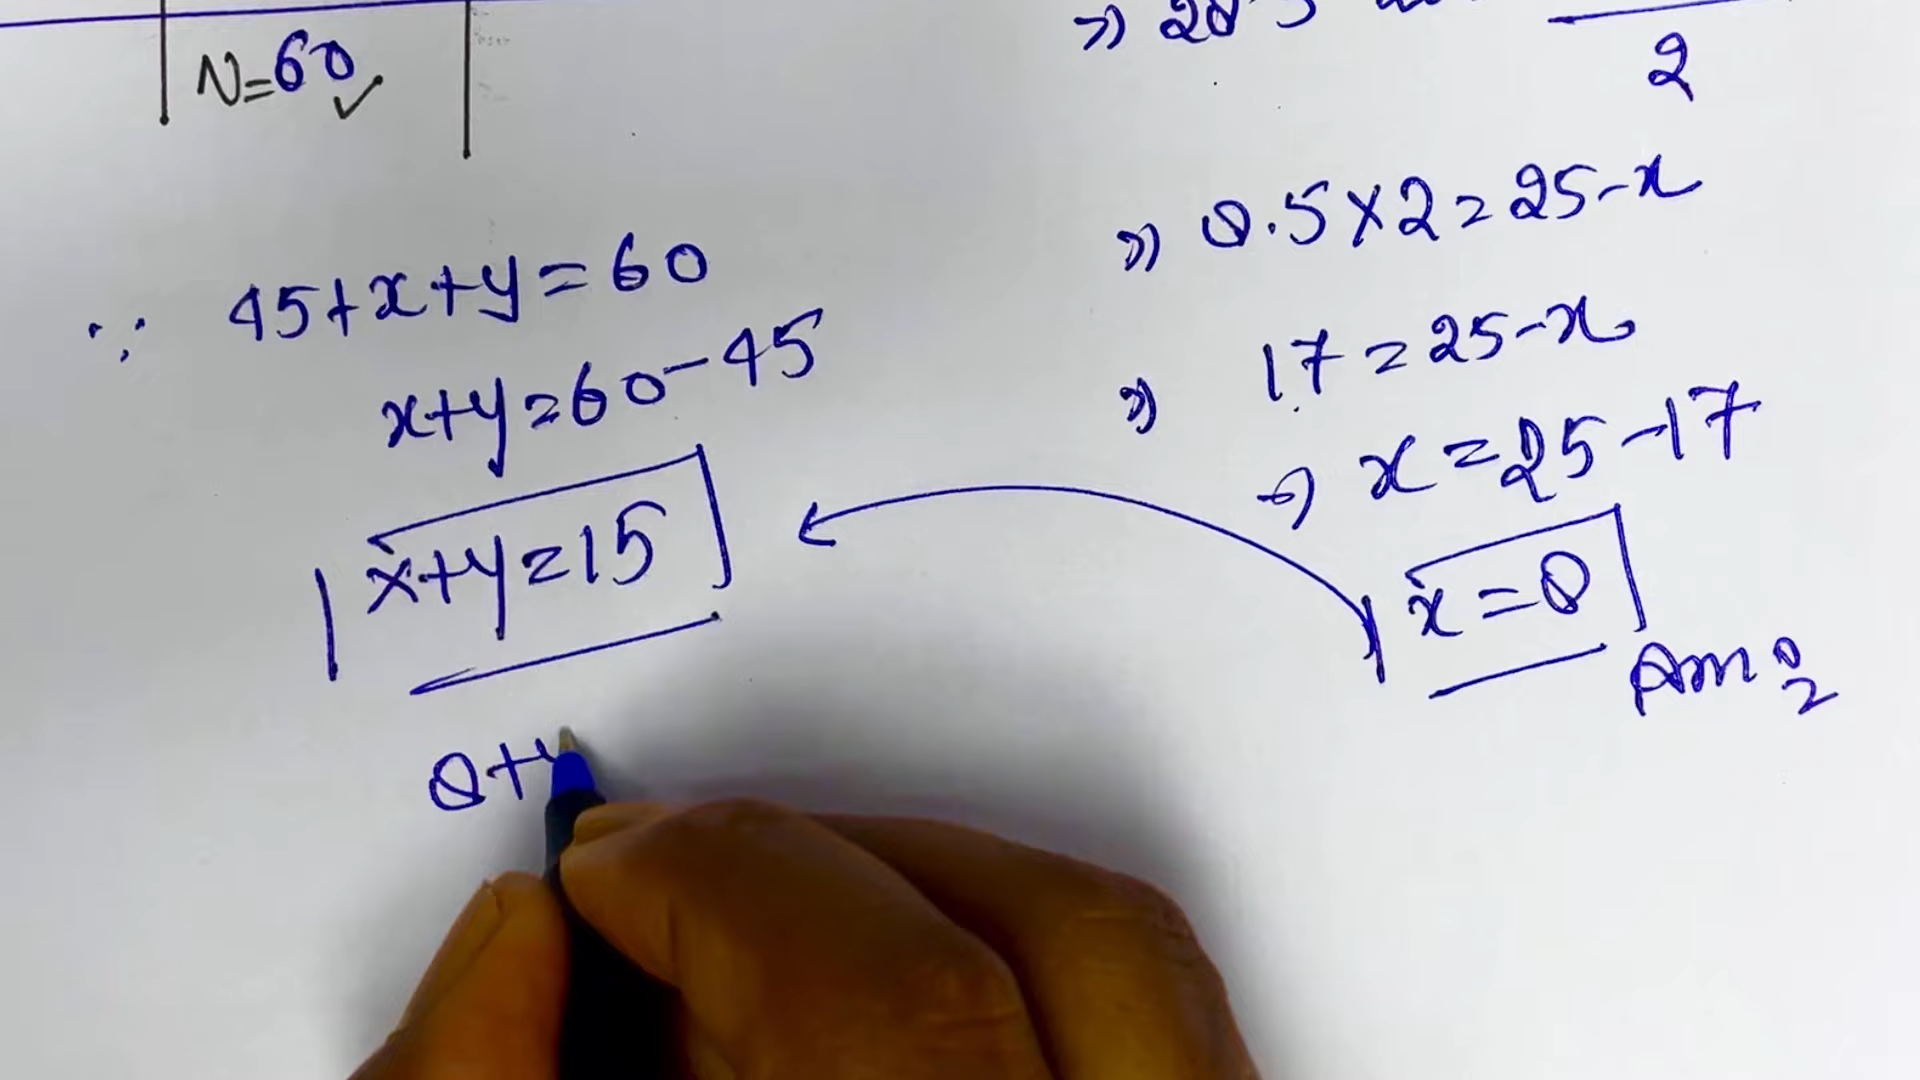 N=60 ✓
2
∵ 45+x+y=60
x+y=60-45
x+y=15
8+y
⇒ 8.5×2=25-x
⇒ 17=25-x
⇒ x=25-17
x=8
Ans: